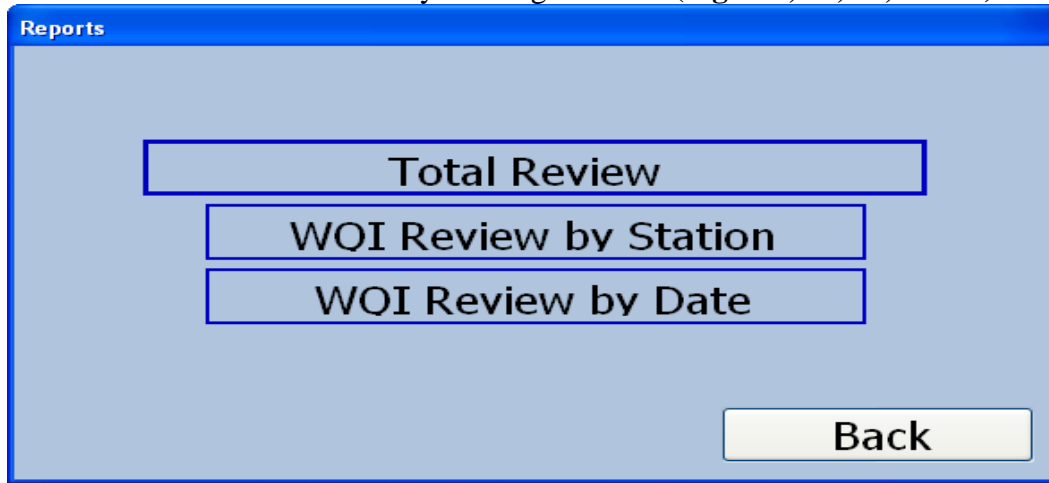 Reports
Total Review
WQI Review by Station
WQI Review by Date
Back